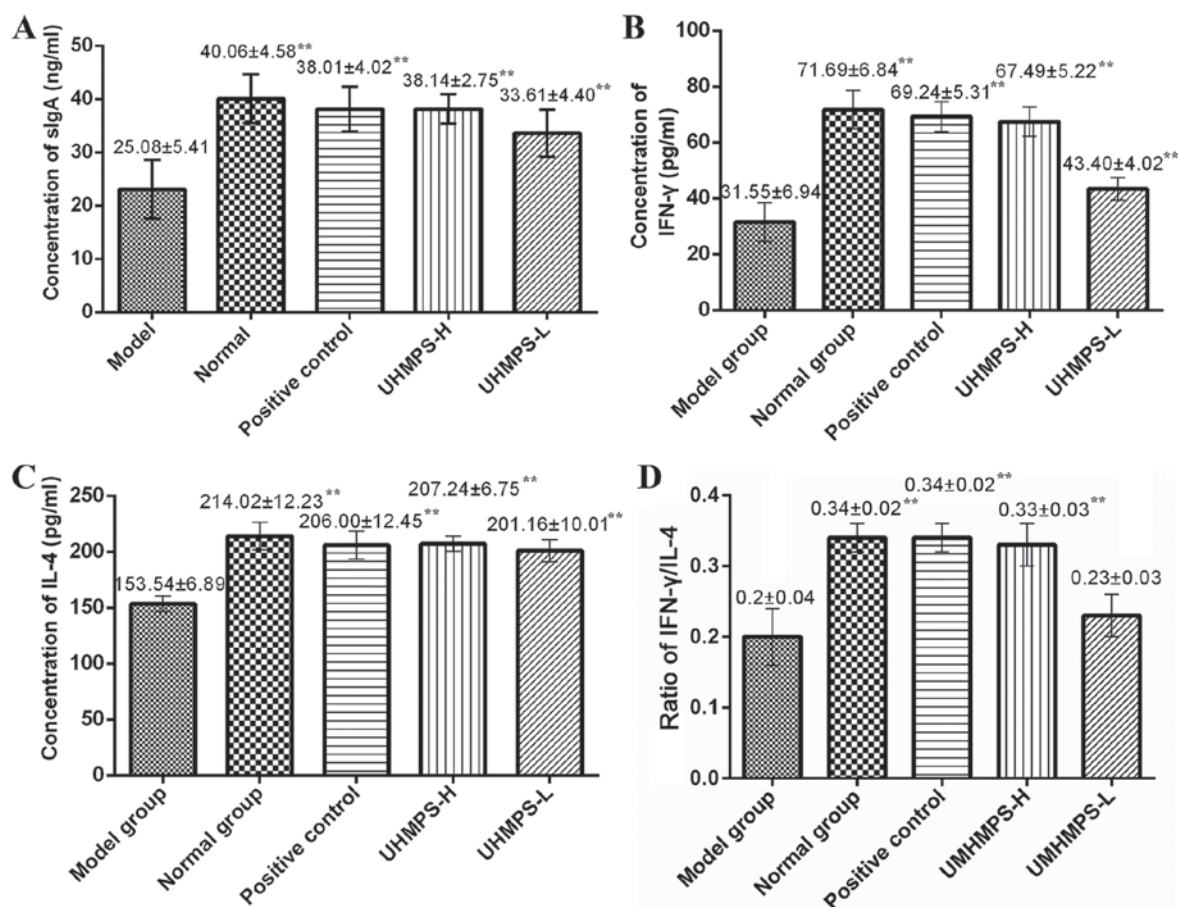 A
Concentration of sIgA (ng/ml)
50
40
30
20
10
0
25.08±5.41
40.06±4.58**
38.01±4.02**
38.14±2.75**
33.61±4.40**
Model
Normal
Positive control
UHMPS-H
UHMPS-L
B
Concentration of
IFN-γ (pg/ml)
100
80
60
40
20
0
31.55±6.94
71.69±6.84**
69.24±5.31**
67.49±5.22**
43.40±4.02**
Model group
Normal group
Positive control
UHMPS-H
UHMPS-L
C
Concentration of IL-4 (pg/ml)
250
200
150
100
50
0
153.54±6.89
214.02±12.23**
206.00±12.45**
207.24±6.75**
201.16±10.01**
Model group
Normal group
Positive control
UHMPS-H
UHMPS-L
D
Ratio of IFN-γ/IL-4
0.4
0.3
0.2
0.1
0.0
0.2±0.04
0.34±0.02**
0.34±0.02**
0.33±0.03**
0.23±0.03
Model group
Normal group
Positive control
UMHMPS-H
UMHMPS-L